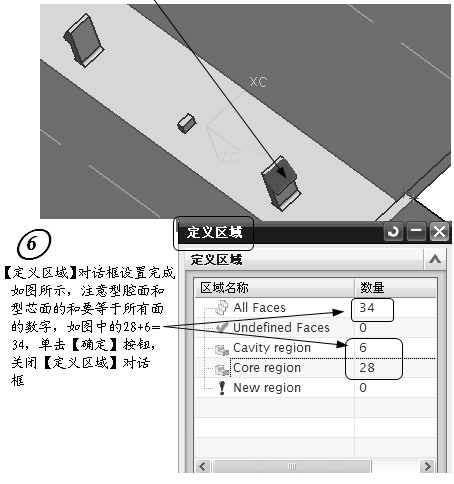 XC
ZC
6
定义区域
【定义区域】对话框设置完成
如图所示，注意型腔面和
型芯面的和要等于所有面
的数字，如图中的28+6=
34，单击【确定】按钮，
关闭【定义区域】对话
框
定义区域
区域名称 数量
All Faces 34
Undefined Faces 0
Cavity region 6
Core region 28
New region 0